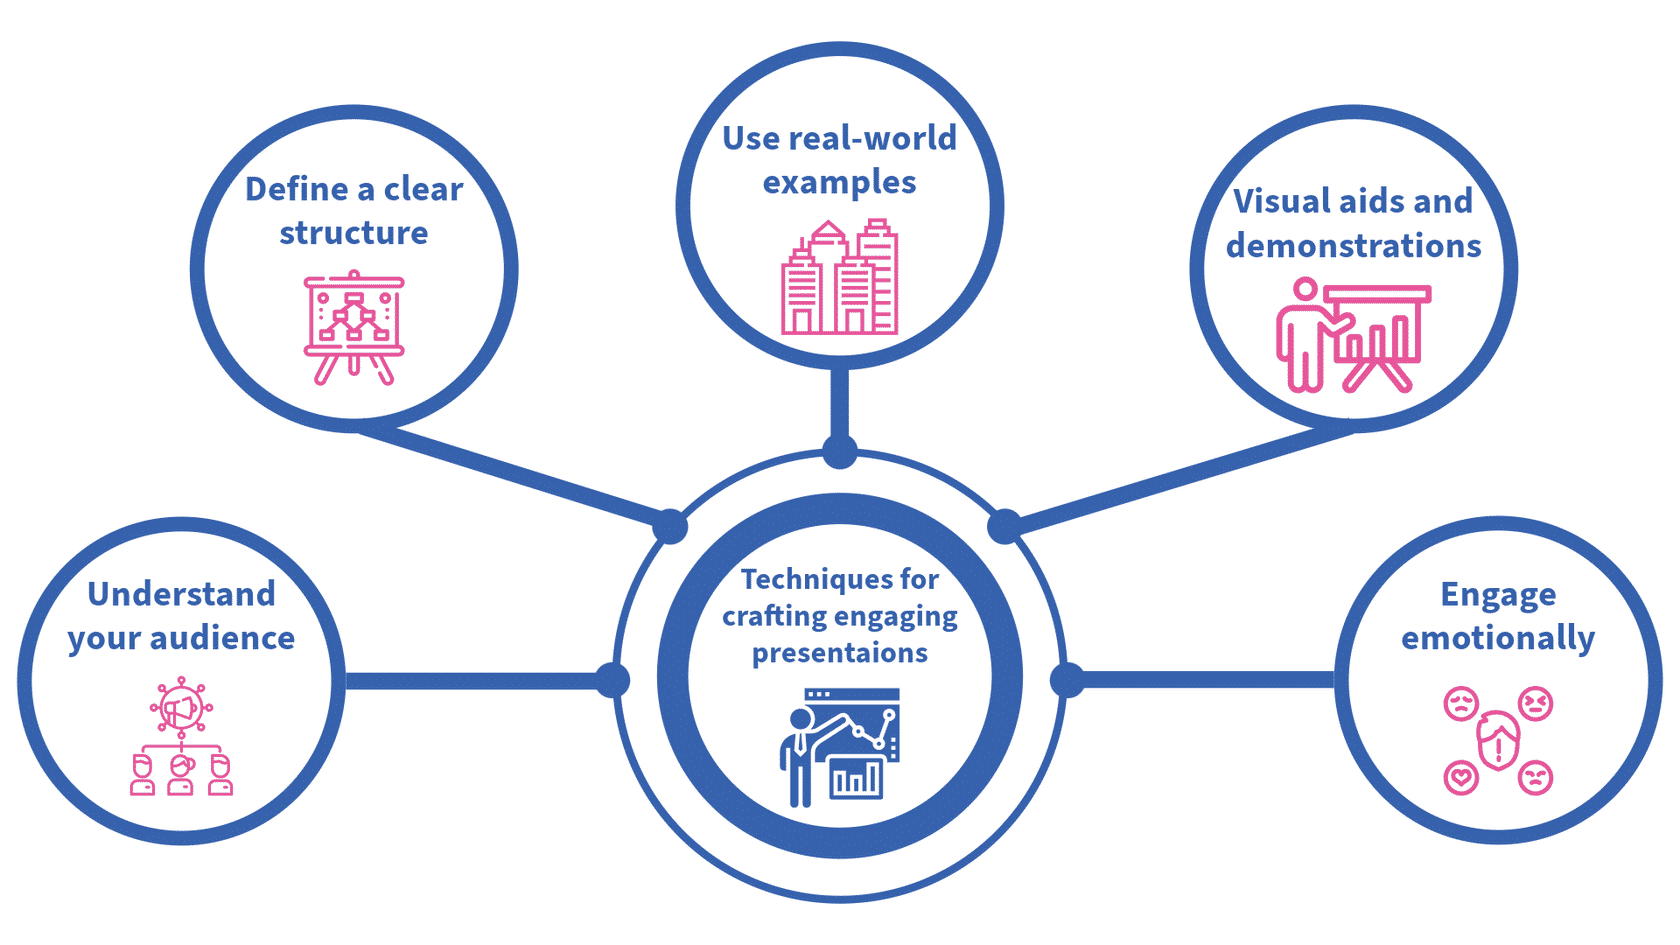 Use real-world
examples
Define a clear
structure
Visual aids and
demonstrations
Understand
your audience
Techniques for
crafting engaging
presentaions
Engage
emotionally